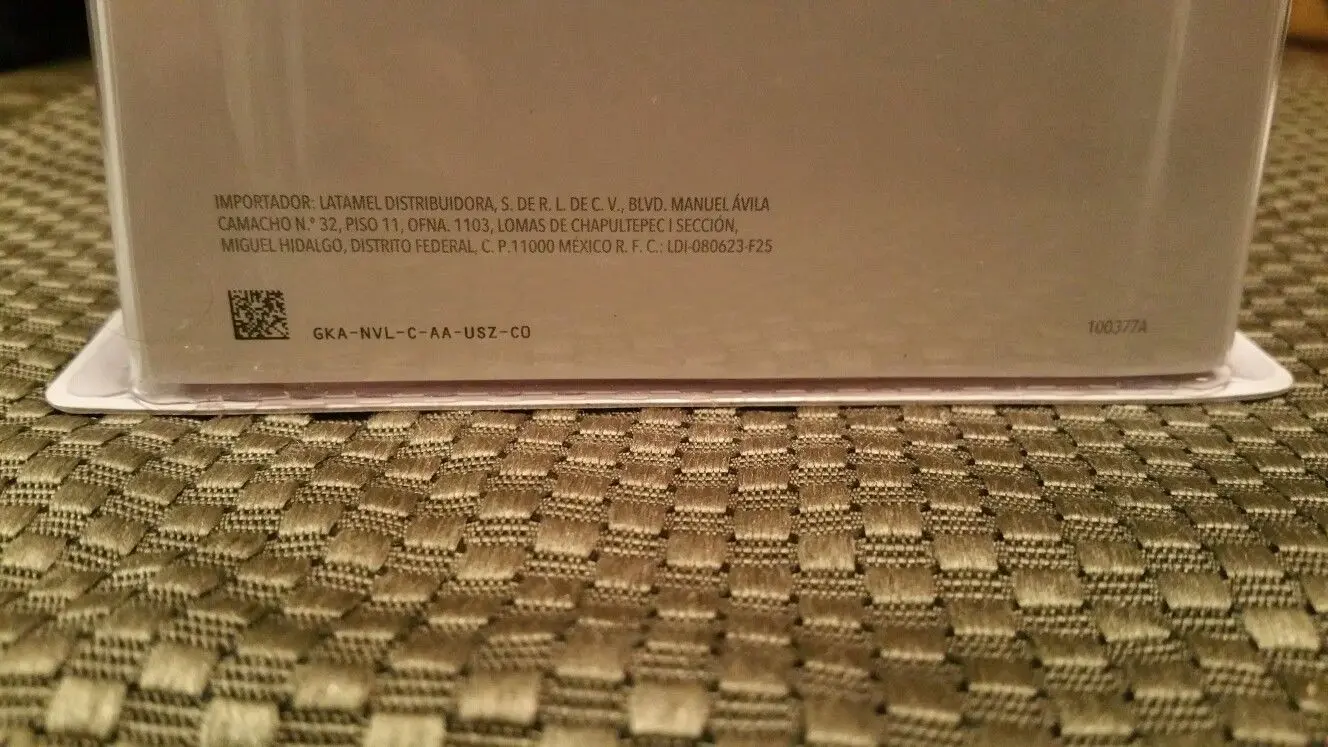 IMPORTADOR: LATAMEL DISTRIBUIDORA, S. DE R. L. DE C. V., BLVD. MANUEL ÁVILA
CAMACHO N.º 32, PISO 11, OFNA. 1103, LOMAS DE CHAPULTEPEC I SECCIÓN,
MIGUEL HIDALGO, DISTRITO FEDERAL, C. P.11000 MÉXICO R. F. C.: LDI-080623-F25
GKA-NVL-C-AA-USZ-CO
100377A